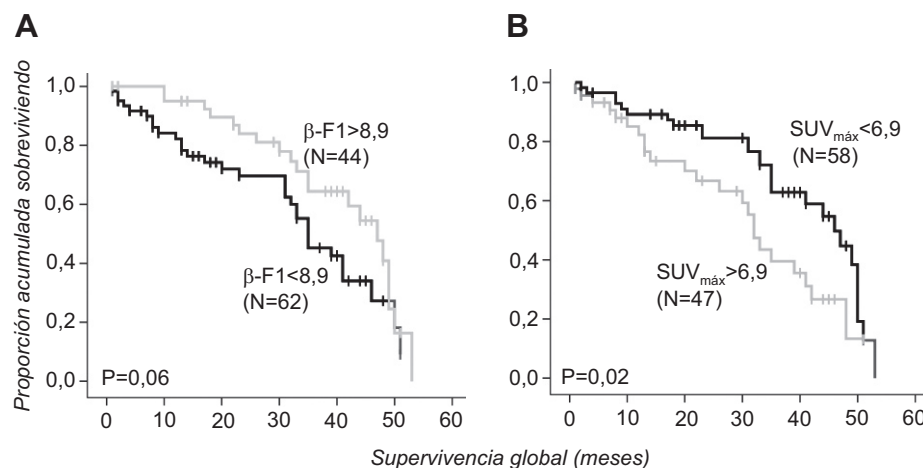 A
B
Proporción acumulada sobreviviendo
1,0
0,8
0,6
0,4
0,2
0,0
β-F1>8,9
(N=44)
β-F1<8,9
(N=62)
P=0,06
0 10 20 30 40 50 60
1,0
0,8
0,6
0,4
0,2
0,0
SUVmáx<6,9
(N=58)
SUVmáx>6,9
(N=47)
P=0,02
0 10 20 30 40 50 60
Supervivencia global (meses)